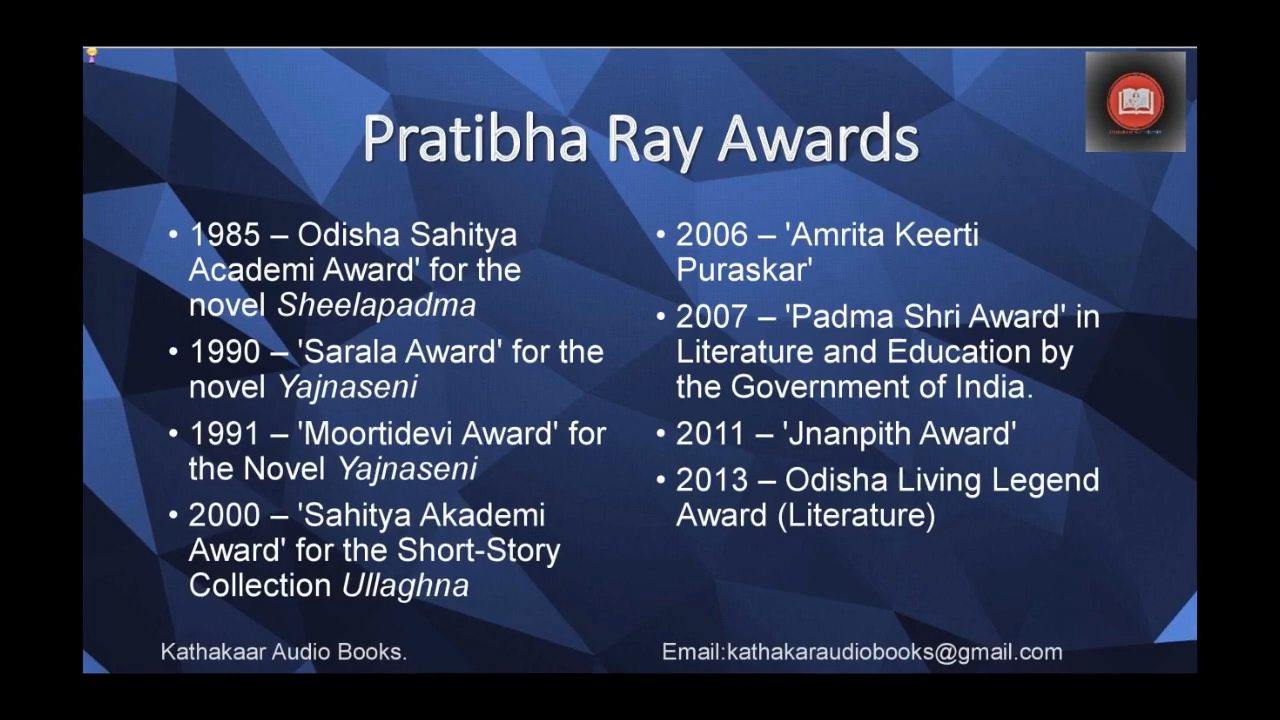 Pratibha Ray Awards
• 1985 – Odisha Sahitya
Academi Award' for the
novel Sheelapadma
• 1990 – 'Sarala Award' for the
novel Yajnaseni
• 1991 – 'Moortidevi Award' for
the Novel Yajnaseni
• 2000 – 'Sahitya Akademi
Award' for the Short-Story
Collection Ullaghna
• 2006 – 'Amrita Keerti
Puraskar'
• 2007 – 'Padma Shri Award' in
Literature and Education by
the Government of India.
• 2011 – 'Jnanpith Award'
• 2013 – Odisha Living Legend
Award (Literature)
Kathakaar Audio Books.
Email:kathakaraudiobooks@gmail.com